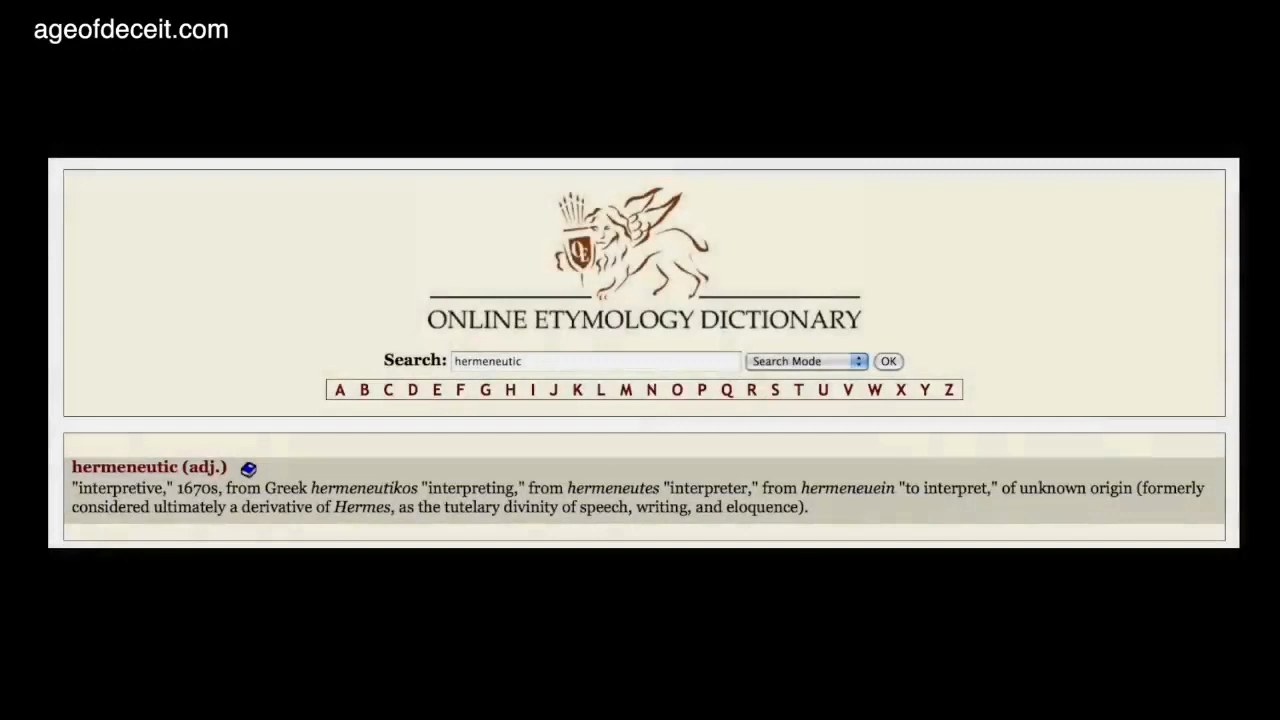 ageofdeceit.com
OE
ONLINE ETYMOLOGY DICTIONARY
Search: hermeneutic Search Mode OK
A B C D E F G H I J K L M N O P Q R S T U V W X Y Z
hermeneutic (adj.)
"interpretive," 1670s, from Greek hermeneutikos "interpreting," from hermeneutes "interpreter," from hermeneuein "to interpret," of unknown origin (formerly
considered ultimately a derivative of Hermes, as the tutelary divinity of speech, writing, and eloquence).